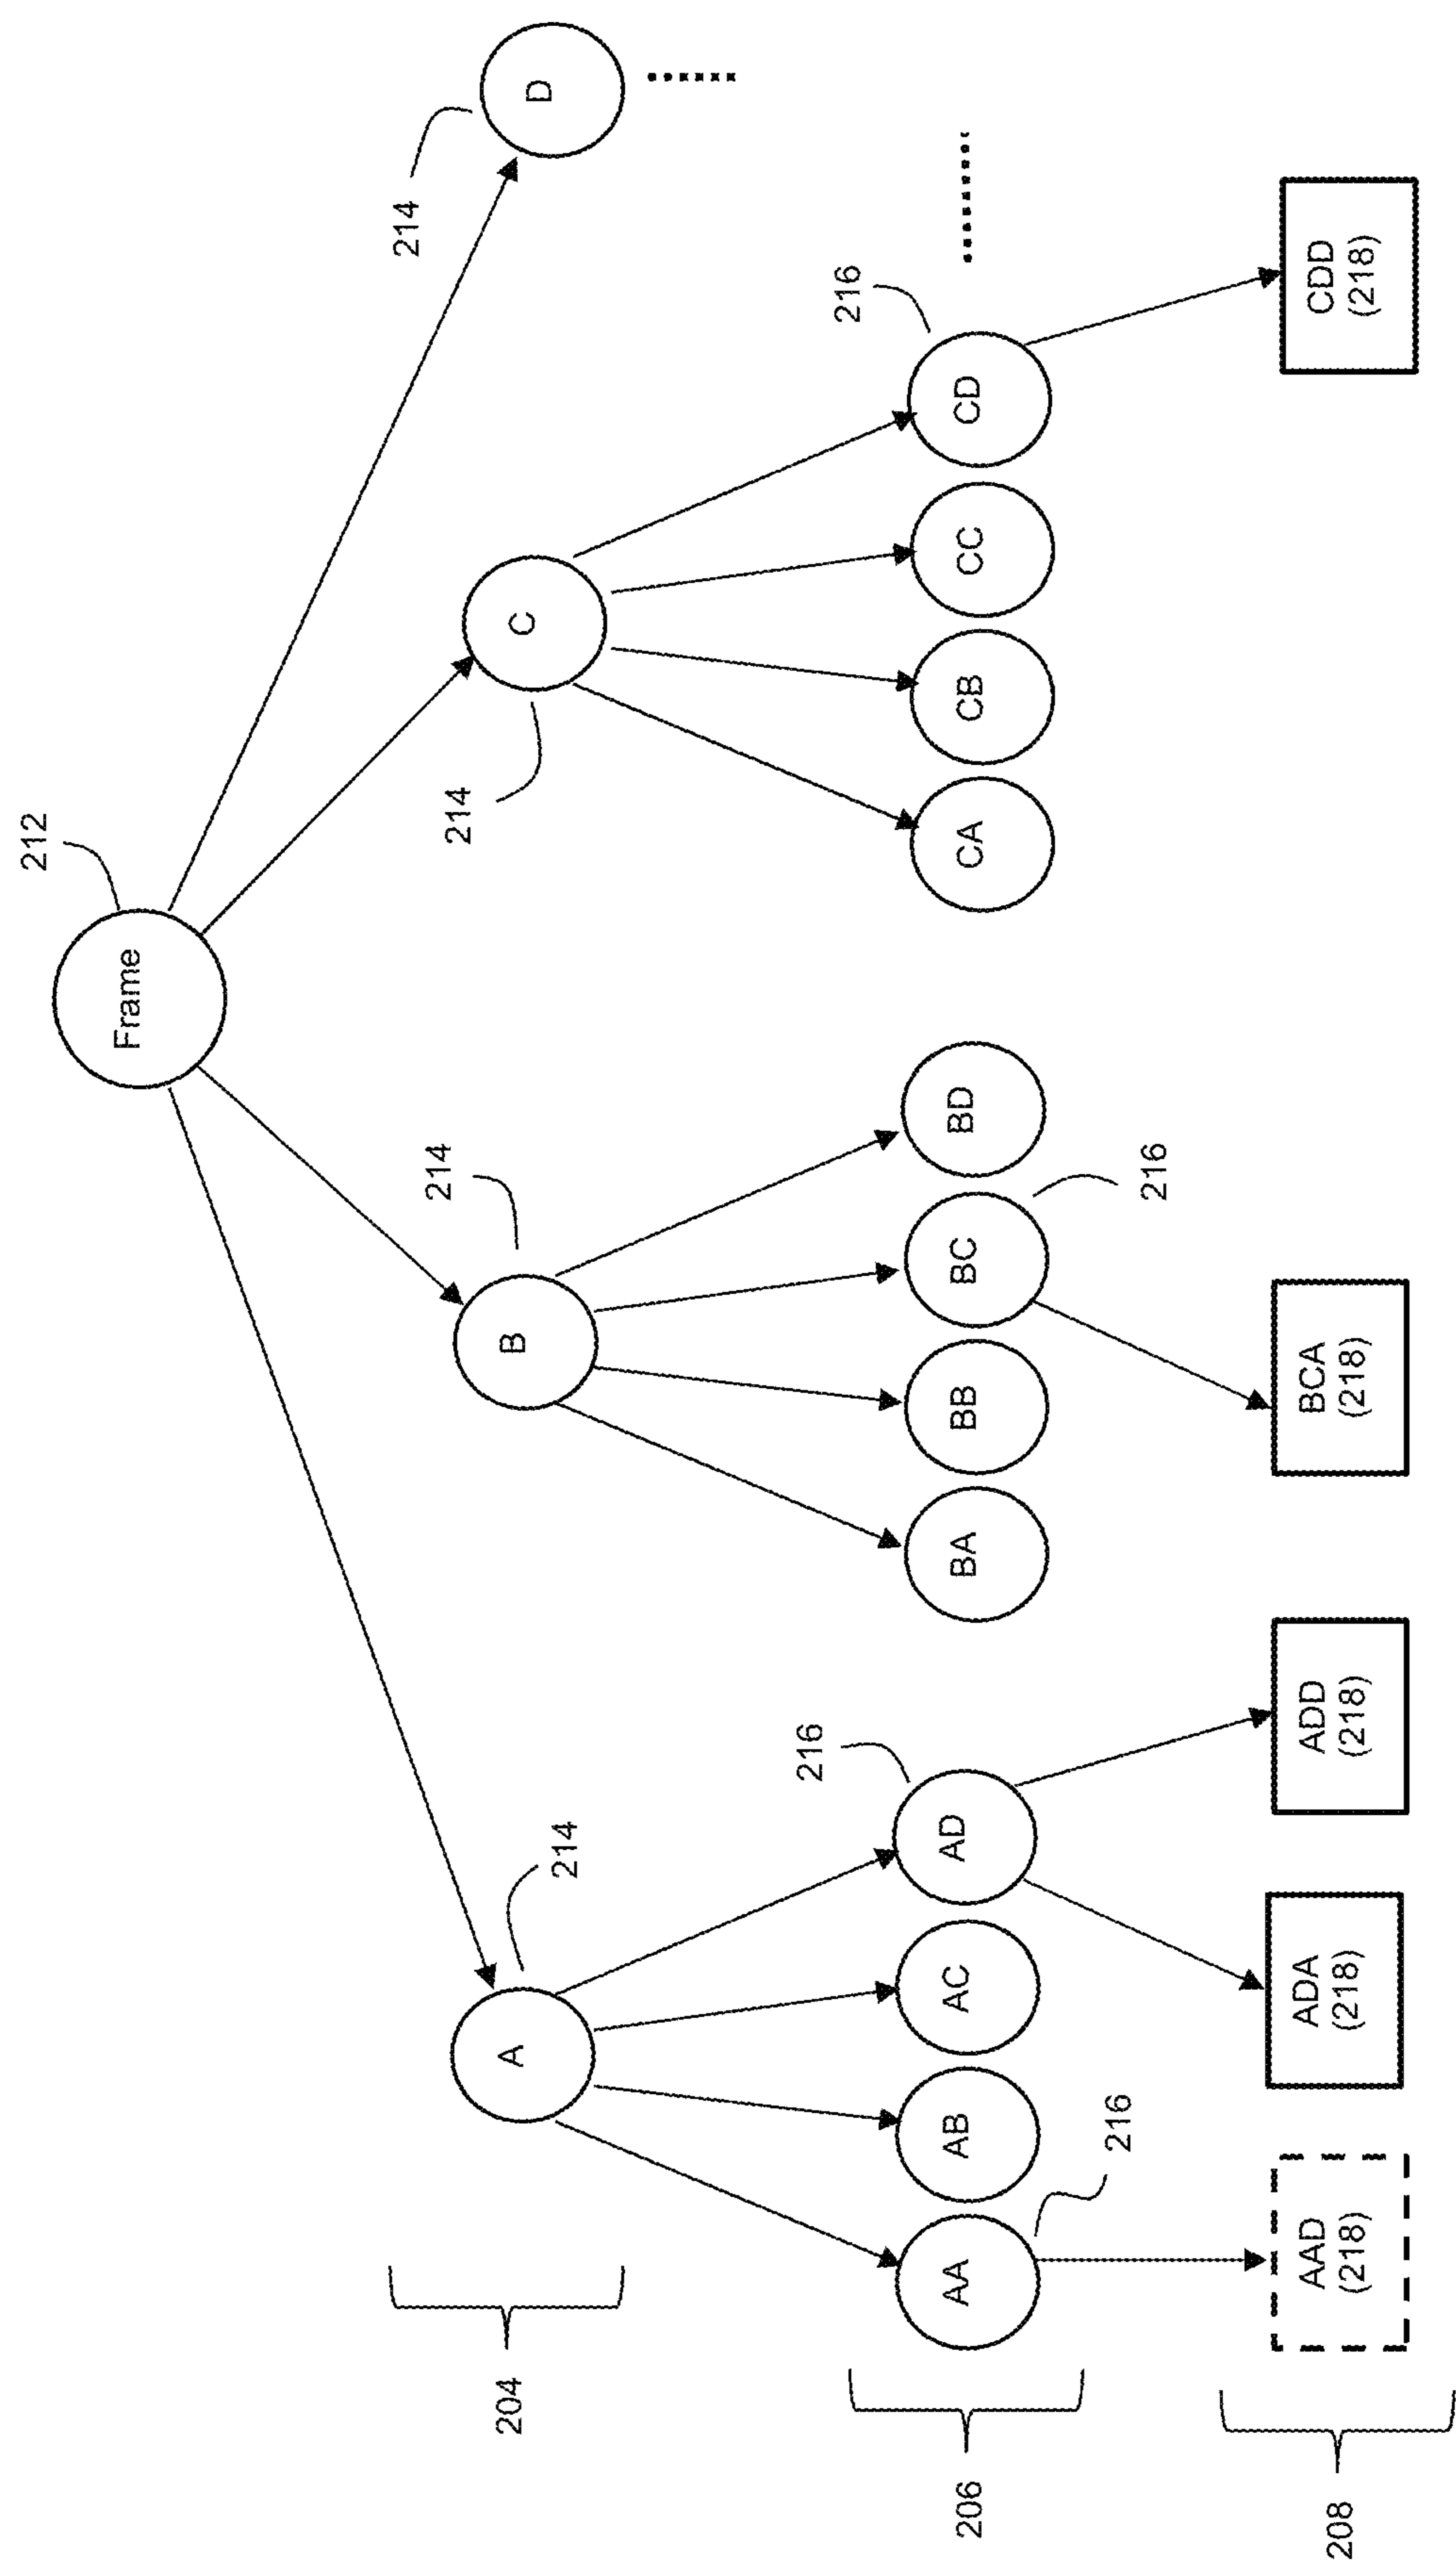 212
Frame
214
214
214
214
204
A
B
C
D
......
216
216
216
216
206
AA
AB
AC
AD
BA
BB
BC
BD
CA
CB
CC
CD
.........
208
AAD
(218)
ADA
(218)
ADD
(218)
BCA
(218)
CDD
(218)